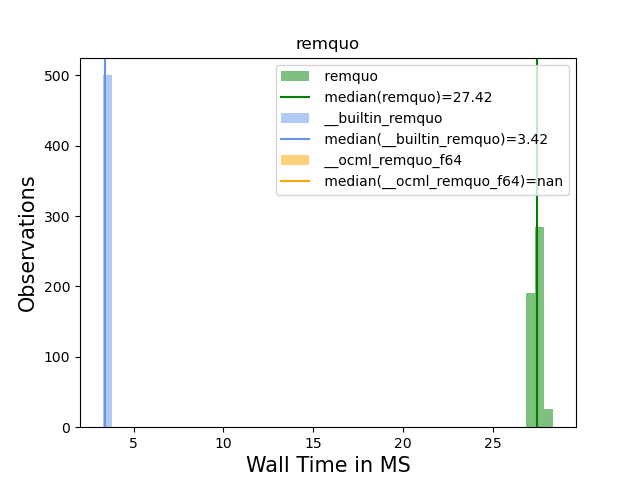 remquo
500
400
300
200
100
0
Observations
remquo
median(remquo)=27.42
__builtin_remquo
median(__builtin_remquo)=3.42
__ocml_remquo_f64
median(__ocml_remquo_f64)=nan
5 10 15 20 25
Wall Time in MS